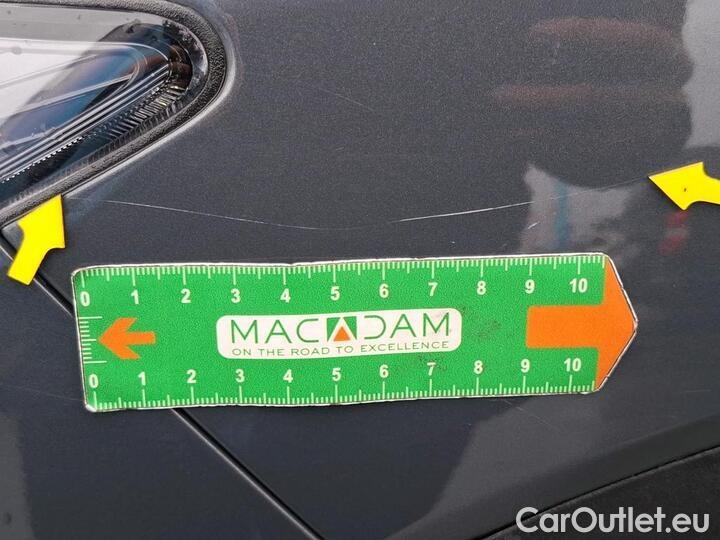 0 1 2 3 4 5 6 7 8 9 10
MACADAM
ON THE ROAD TO EXCELLENCE
0 1 2 3 4 5 6 7 8 9 10
CarOutlet.eu